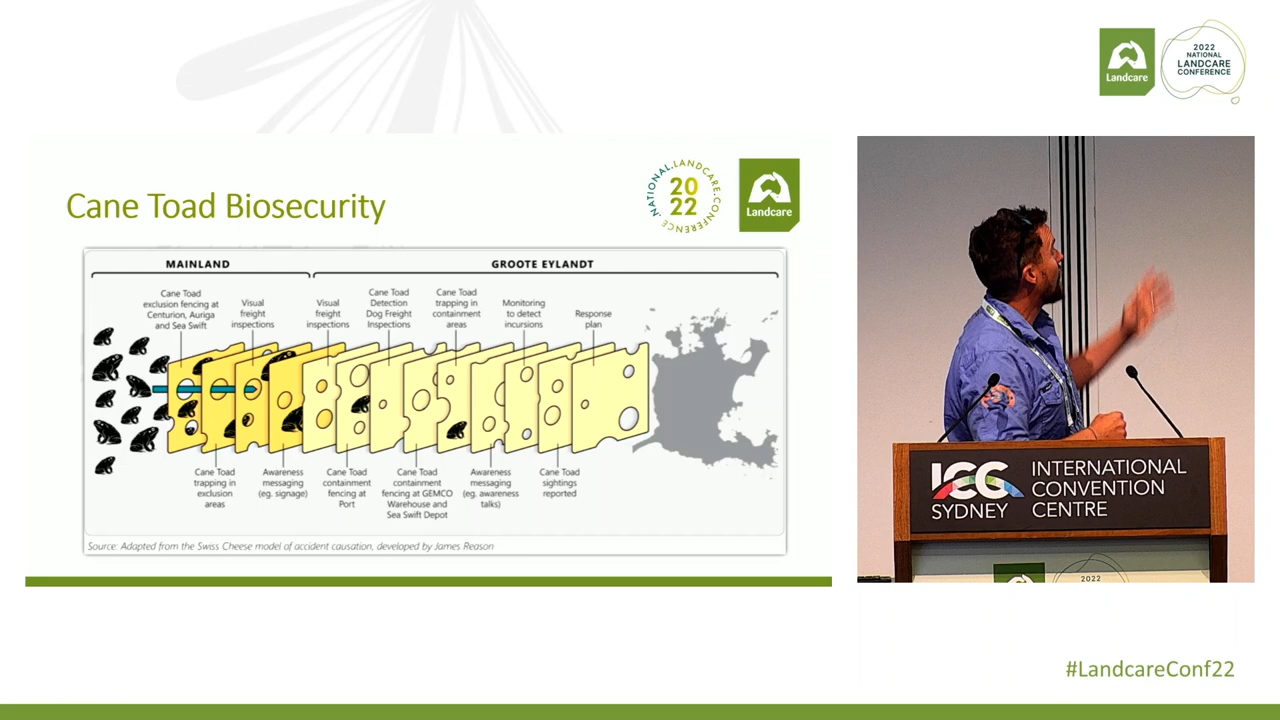 Landcare
2022
NATIONAL
LANDCARE
CONFERENCE
Cane Toad Biosecurity
NATIONAL.LANDCARE.CONFERENCE.
20
22
Landcare
MAINLAND
GROOTE EYLANDT
Cane Toad
exclusion fencing at
Centurion, Auriga
and Sea Swift
Visual
freight
inspections
Visual
freight
inspections
Cane Toad
Detection
Dog Freight
Inspections
Cane Toad
trapping in
containment
areas
Monitoring
to detect
incursions
Response
plan
Cane Toad
trapping in
exclusion
areas
Awareness
messaging
(eg. signage)
Cane Toad
containment
fencing at
Port
Cane Toad
containment
fencing at GEMCO
Warehouse and
Sea Swift Depot
Awareness
messaging
(eg. awareness
talks)
Cane Toad
sightings
reported
Source: Adapted from the Swiss Cheese model of accident causation, developed by James Reason
ICC
SYDNEY
INTERNATIONAL
CONVENTION
CENTRE
2022
#LandcareConf22